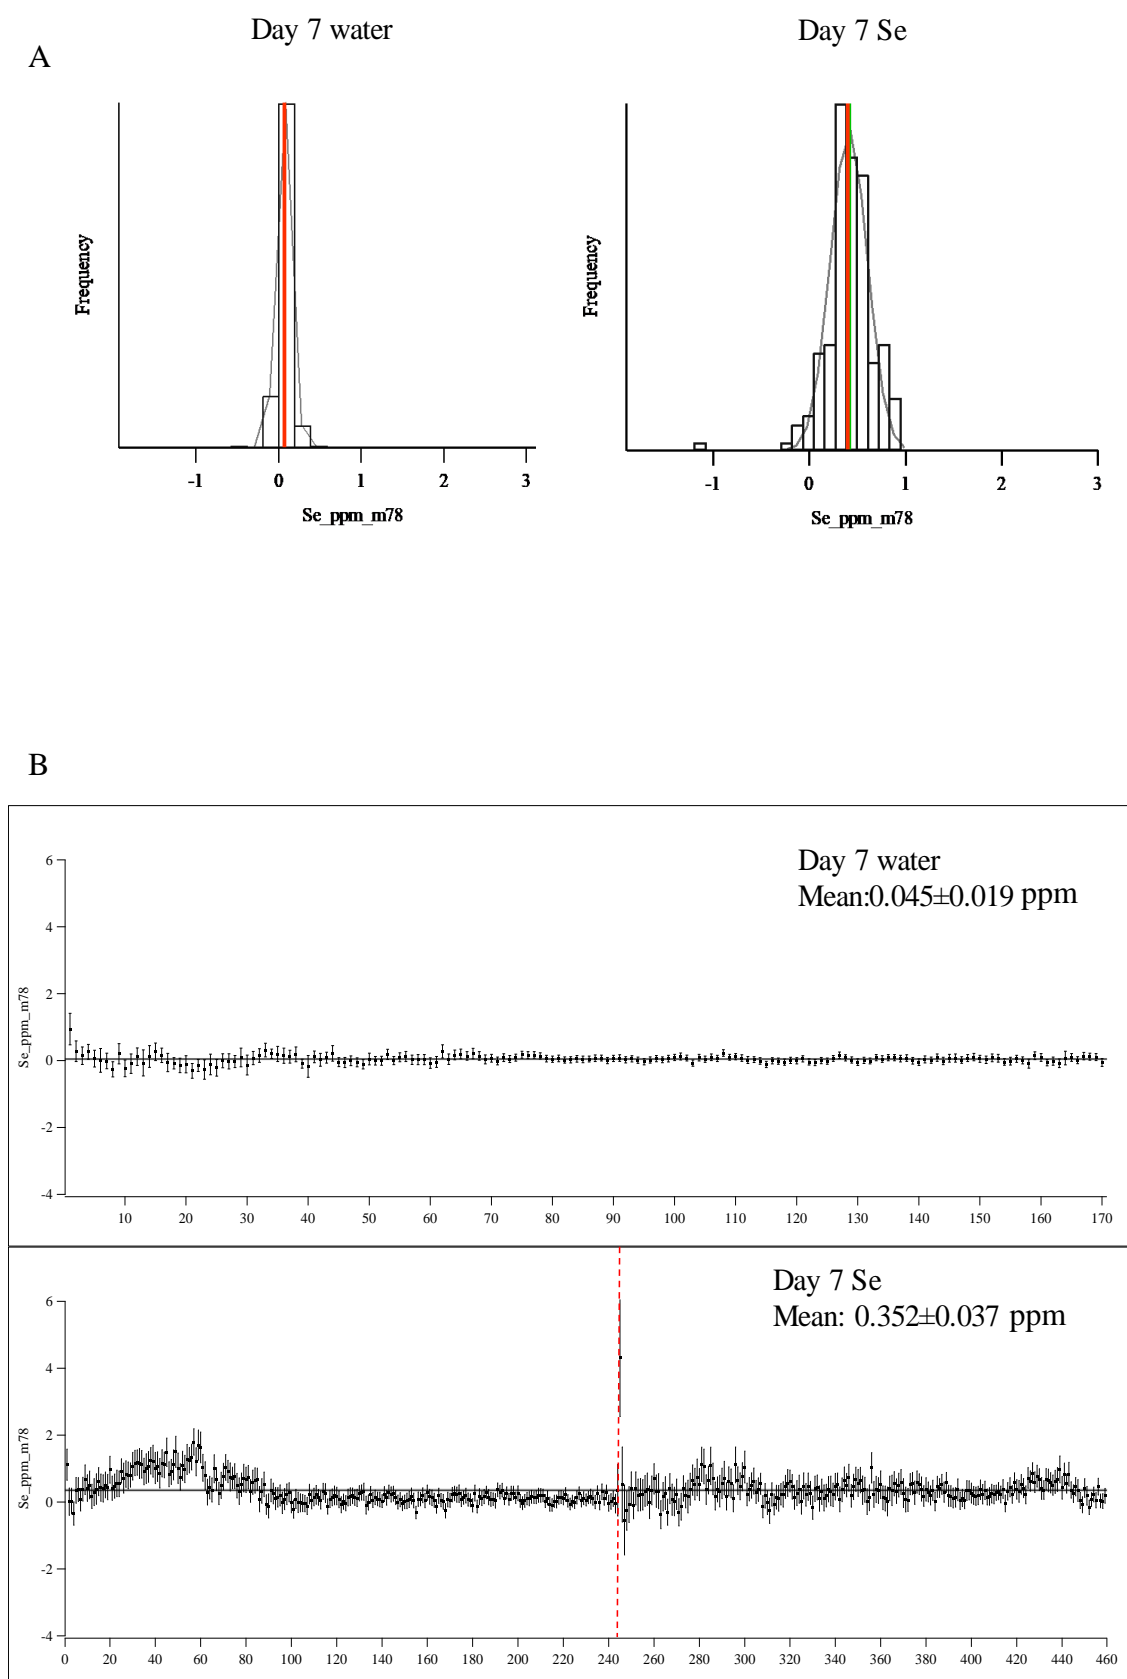 Day 7 water
Day 7 Se
A
Frequency
-1 0 1 2 3
Se_ppm_m78
Frequency
-1 0 1 2 3
Se_ppm_m78
B
Day 7 water
Mean:0.045±0.019 ppm
Se_ppm_m78
6
4
2
0
-2
-4
10 20 30 40 50 60 70 80 90 100 110 120 130 140 150 160 170
Day 7 Se
Mean: 0.352±0.037 ppm
Se_ppm_m78
6
4
2
0
-2
-4
0 20 40 60 80 100 120 140 160 180 200 220 240 260 280 300 320 340 360 380 400 420 440 460